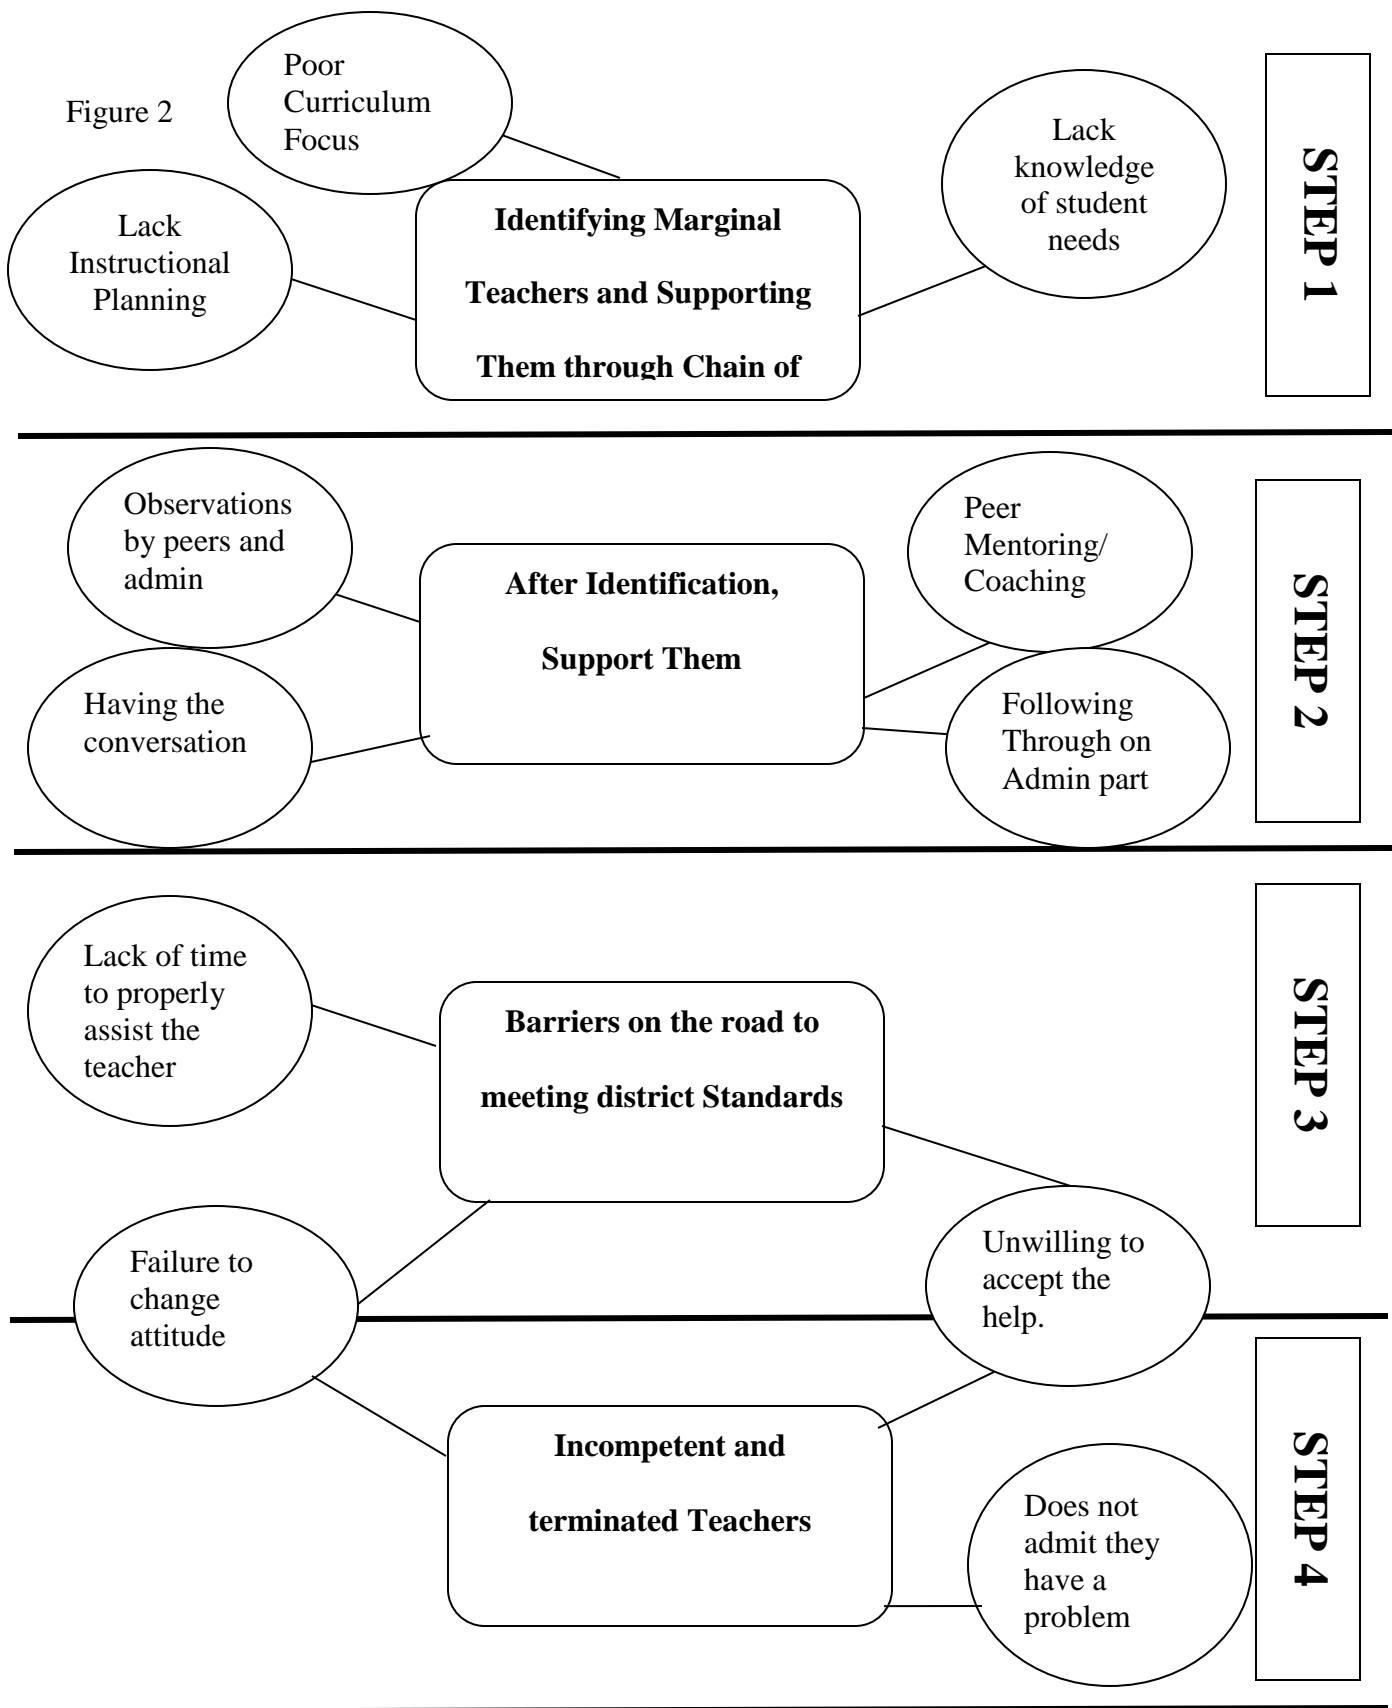 Figure 2
Poor
Curriculum
Focus
Lack
Instructional
Planning
Identifying Marginal
Teachers and Supporting
Them through Chain of
Lack
knowledge
of student
needs
STEP 1
Observations
by peers and
admin
Having the
conversation
After Identification,
Support Them
Peer
Mentoring/
Coaching
Following
Through on
Admin part
STEP 2
Lack of time
to properly
assist the
teacher
Barriers on the road to
meeting district Standards
Failure to
change
attitude
Unwilling to
accept the
help.
STEP 3
Incompetent and
terminated Teachers
Does not
admit they
have a
problem
STEP 4